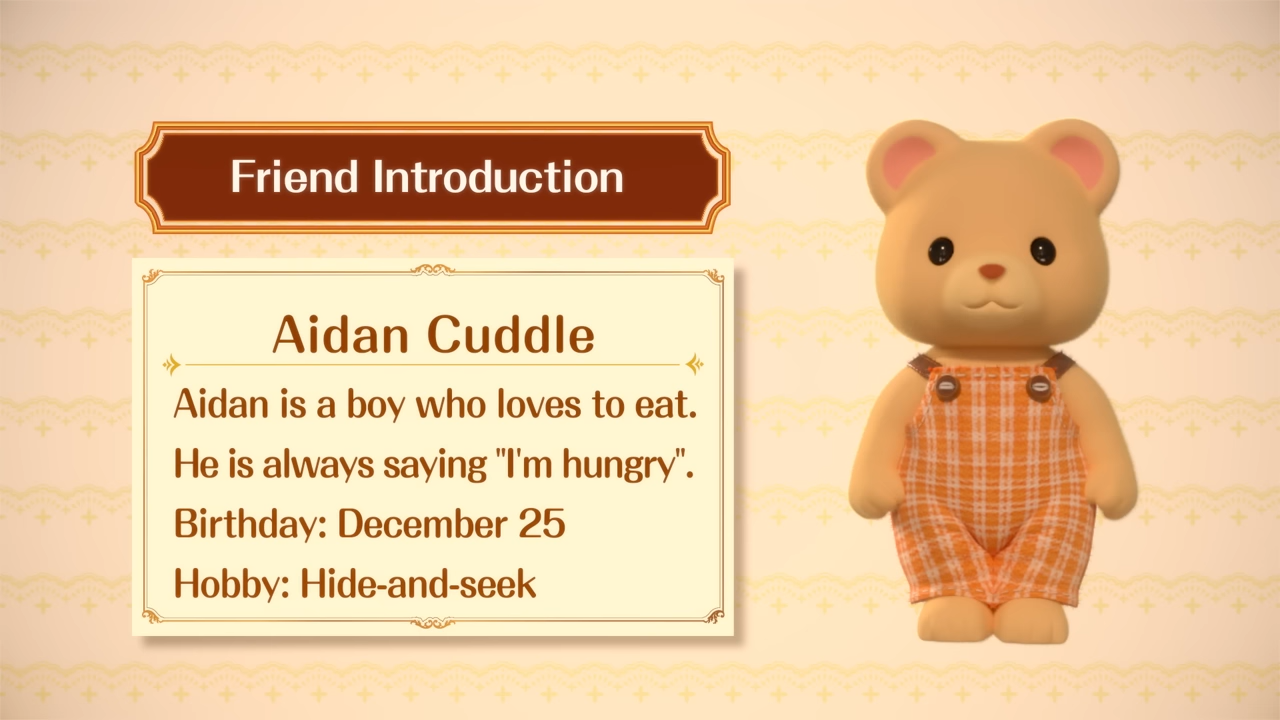 Friend Introduction
Aidan Cuddle
Aidan is a boy who loves to eat.
He is always saying "I'm hungry".
Birthday: December 25
Hobby: Hide-and-seek